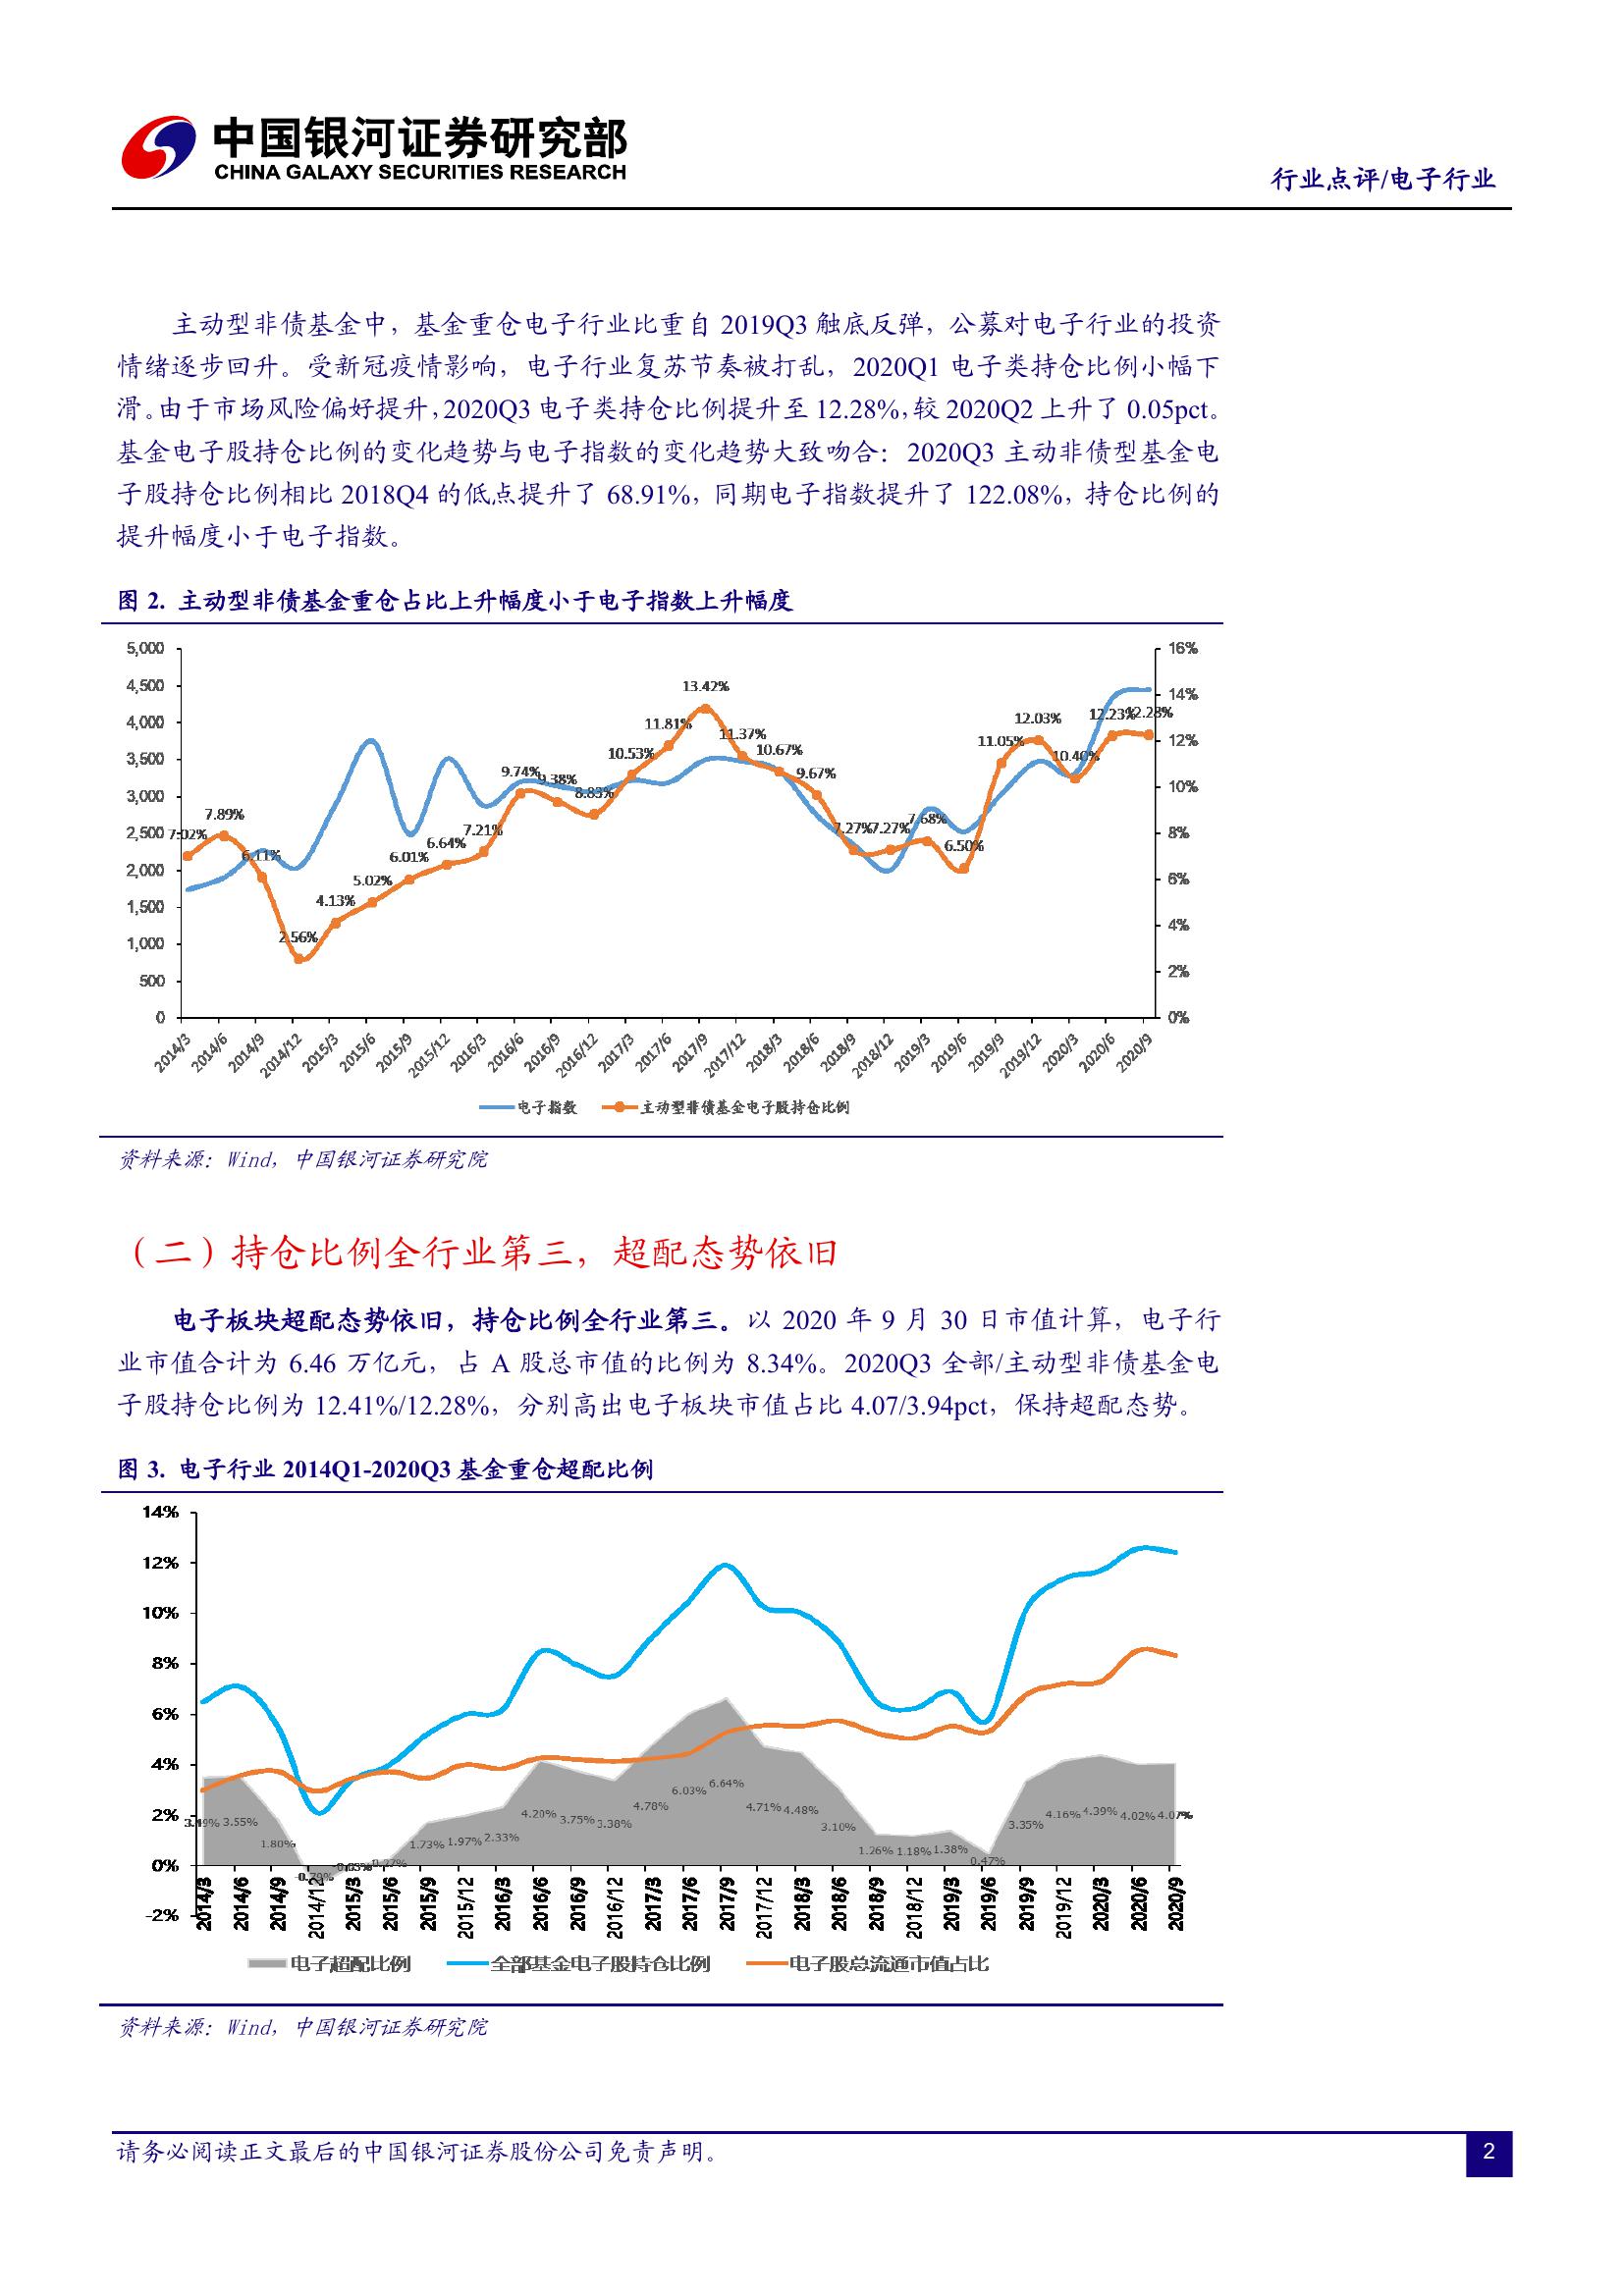 中国银河证券研究部
CHINA GALAXY SECURITIES RESEARCH
行业点评/电子行业
主动型非债基金中，基金重仓电子行业比重自 2019Q3 触底反弹，公募对电子行业的投资
情绪逐步回升。受新冠疫情影响，电子行业复苏节奏被打乱，2020Q1 电子类持仓比例小幅下
滑。由于市场风险偏好提升，2020Q3 电子类持仓比例提升至 12.28%，较 2020Q2 上升了 0.05pct。
基金电子股持仓比例的变化趋势与电子指数的变化趋势大致吻合：2020Q3 主动非债型基金电
子股持仓比例相比 2018Q4 的低点提升了 68.91%，同期电子指数提升了 122.08%，持仓比例的
提升幅度小于电子指数。
图 2. 主动型非债基金重仓占比上升幅度小于电子指数上升幅度
5,000
4,500
4,000
3,500
3,000
2,500
2,000
1,500
1,000
500
0
7.02% 7.89% 6.11% 2.56% 4.13% 5.02% 6.01% 6.64% 7.21% 9.74% 9.38% 8.83% 10.53% 11.81% 13.42% 11.37% 10.67% 9.67% 7.27% 7.27% 7.68% 6.50% 11.05% 12.03% 10.40% 12.23% 12.28%
16%
14%
12%
10%
8%
6%
4%
2%
0%
2014/3 2014/6 2014/9 2014/12 2015/3 2015/6 2015/9 2015/12 2016/3 2016/6 2016/9 2016/12 2017/3 2017/6 2017/9 2017/12 2018/3 2018/6 2018/9 2018/12 2019/3 2019/6 2019/9 2019/12 2020/3 2020/6 2020/9
电子指数 主动型非债基金电子股持仓比例
资料来源：Wind，中国银河证券研究院
（二）持仓比例全行业第三，超配态势依旧
电子板块超配态势依旧，持仓比例全行业第三。以 2020 年 9 月 30 日市值计算，电子行
业市值合计为 6.46 万亿元，占 A 股总市值的比例为 8.34%。2020Q3 全部/主动型非债基金电
子股持仓比例为 12.41%/12.28%，分别高出电子板块市值占比 4.07/3.94pct，保持超配态势。
图 3. 电子行业 2014Q1-2020Q3 基金重仓超配比例
14%
12%
10%
8%
6%
4%
2%
0%
-2%
3.49% 3.55% 1.80% -0.79% 0.27% 1.73% 1.97% 2.33% 4.20% 3.75% 3.38% 4.78% 6.03% 6.64% 4.71% 4.48% 3.10% 1.26% 1.18% 1.38% 0.47% 3.35% 4.16% 4.39% 4.02% 4.07%
2014/3 2014/6 2014/9 2014/12 2015/3 2015/6 2015/9 2015/12 2016/3 2016/6 2016/9 2016/12 2017/3 2017/6 2017/9 2017/12 2018/3 2018/6 2018/9 2018/12 2019/3 2019/6 2019/9 2019/12 2020/3 2020/6 2020/9
电子超配比例 全部基金电子股持仓比例 电子股总流通市值占比
资料来源：Wind，中国银河证券研究院
请务必阅读正文最后的中国银河证券股份公司免责声明。
2